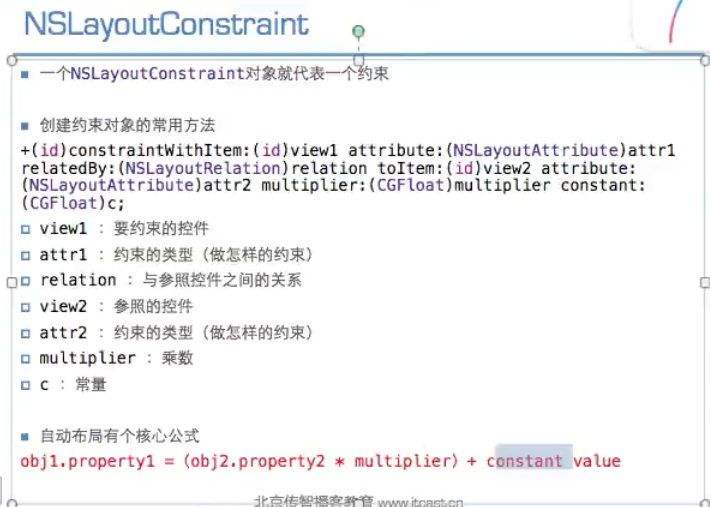 NSLayoutConstraint
一个NSLayoutConstraint对象就代表一个约束
创建约束对象的常用方法
+(id)constraintWithItem:(id)view1 attribute:(NSLayoutAttribute)attr1
relatedBy:(NSLayoutRelation)relation toItem:(id)view2 attribute:
(NSLayoutAttribute)attr2 multiplier:(CGFloat)multiplier constant:
(CGFloat)c;
view1 : 要约束的控件
attr1 : 约束的类型（做怎样的约束）
relation : 与参照控件之间的关系
view2 : 参照的控件
attr2 : 约束的类型（做怎样的约束）
multiplier : 乘数
c : 常量
自动布局有个核心公式
obj1.property1 =（obj2.property2 * multiplier）+ constant value
北京传智播客教育 www.itcast.cn